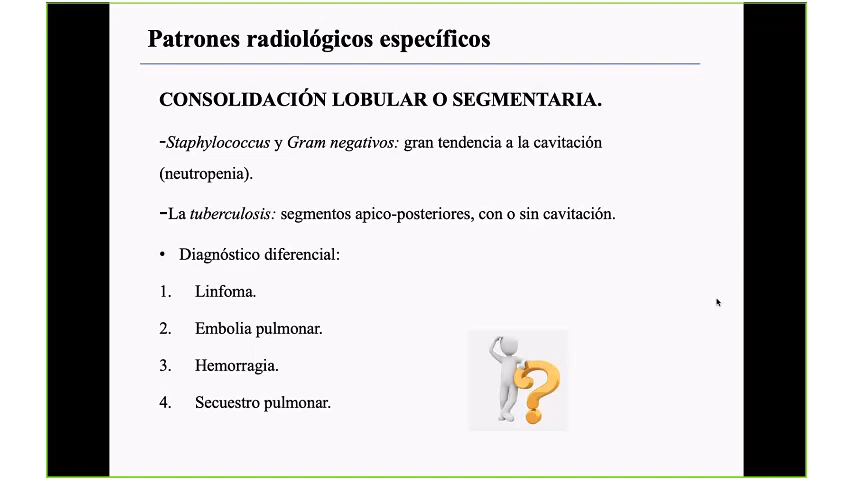 Patrones radiológicos específicos
CONSOLIDACIÓN LOBULAR O SEGMENTARIA.
-Staphylococcus y Gram negativos: gran tendencia a la cavitación
(neutropenia).
-La tuberculosis: segmentos apico-posteriores, con o sin cavitación.
• Diagnóstico diferencial:
1. Linfoma.
2. Embolia pulmonar.
3. Hemorragia.
4. Secuestro pulmonar.